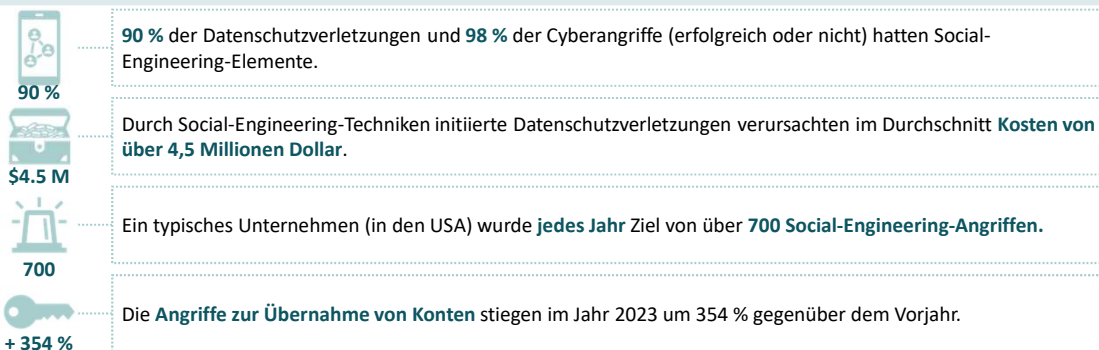 90 % der Datenschutzverletzungen und 98 % der Cyberangriffe (erfolgreich oder nicht) hatten Social-
Engineering-Elemente.
90 %
Durch Social-Engineering-Techniken initiierte Datenschutzverletzungen verursachten im Durchschnitt Kosten von
über 4,5 Millionen Dollar.
$4.5 M
Ein typisches Unternehmen (in den USA) wurde jedes Jahr Ziel von über 700 Social-Engineering-Angriffen.
700
Die Angriffe zur Übernahme von Konten stiegen im Jahr 2023 um 354 % gegenüber dem Vorjahr.
+ 354 %